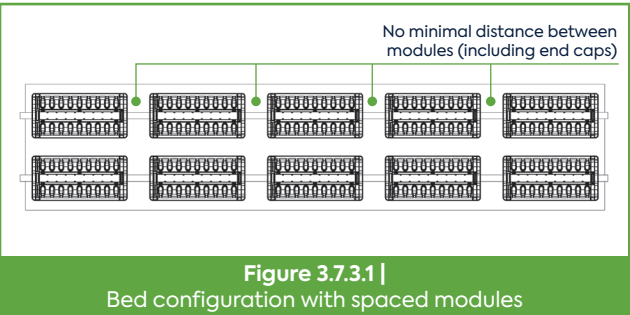 No minimal distance between
modules (including end caps)
Figure 3.7.3.1 |
Bed configuration with spaced modules